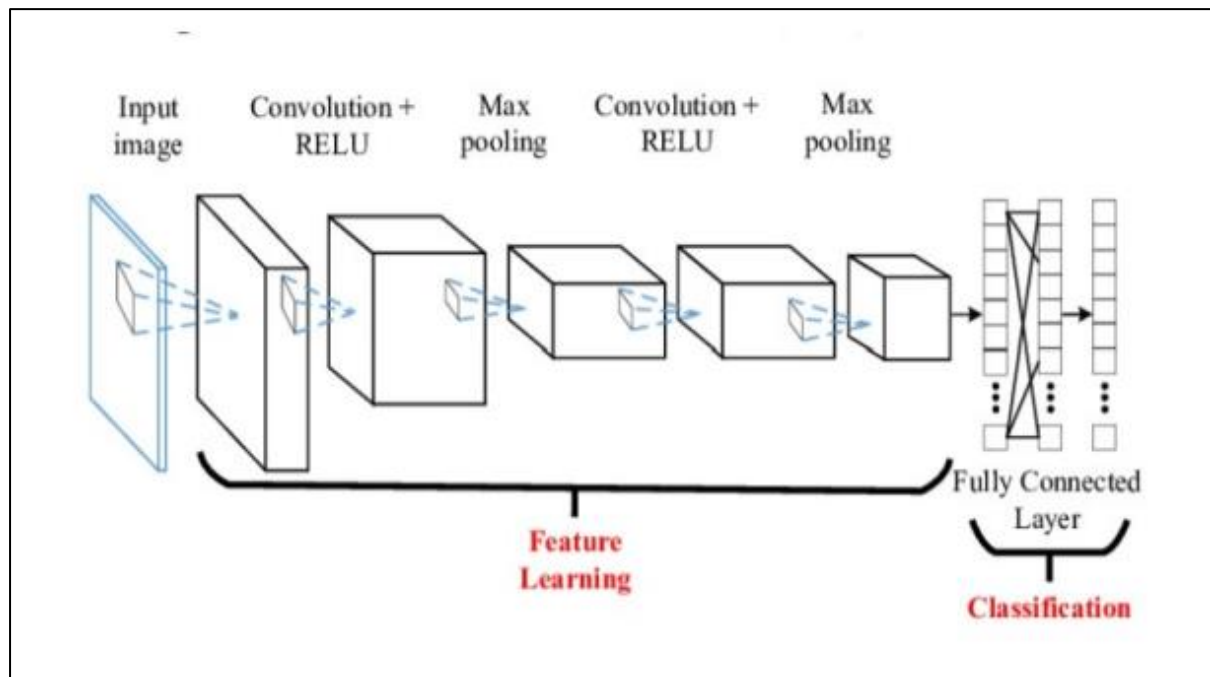 Input
image
Convolution +
RELU
Max
pooling
Convolution +
RELU
Max
pooling
Fully Connected
Layer
Feature
Learning
Classification